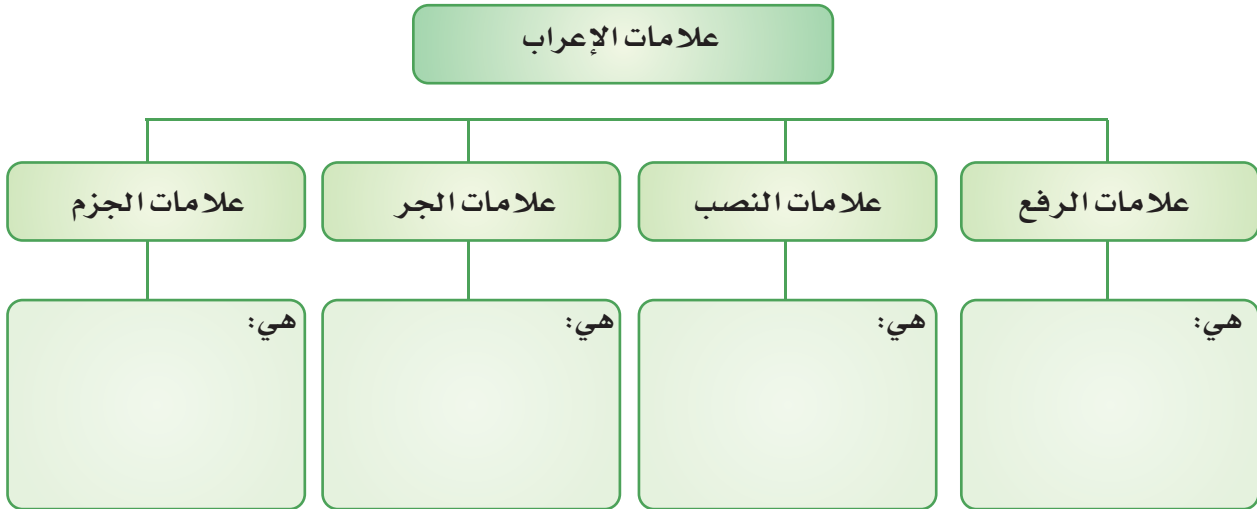 علامات الإعراب
علامات الرفع
علامات النصب
علامات الجر
علامات الجزم
هي:
هي:
هي:
هي: